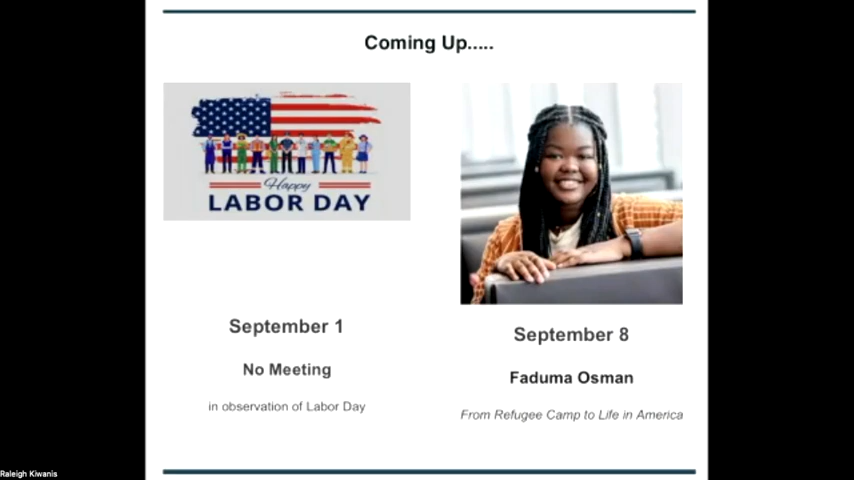 Coming Up.....
Happy
LABOR DAY
September 1
No Meeting
in observation of Labor Day
September 8
Faduma Osman
From Refugee Camp to Life in America
Raleigh Kiwanis